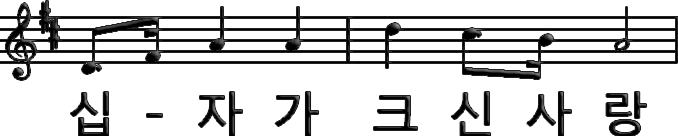 십 - 자 가 크 신 사 랑